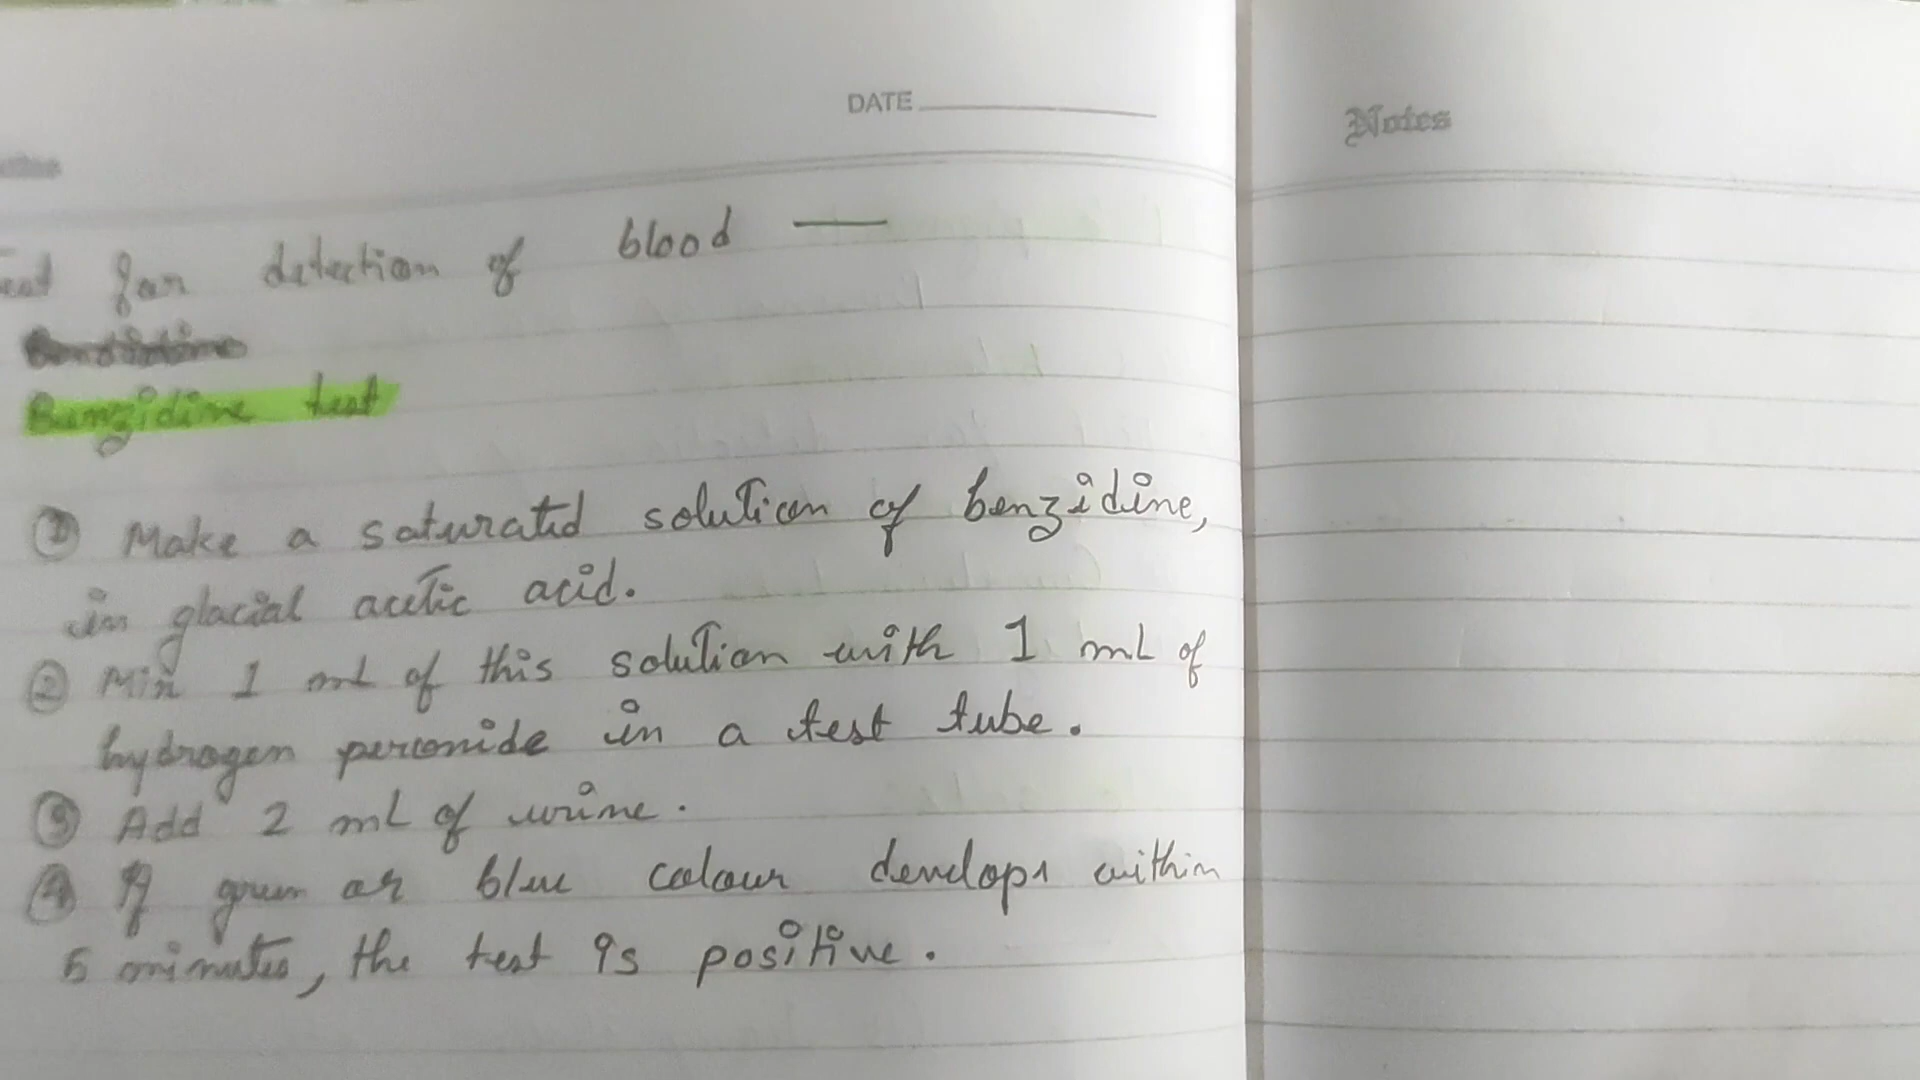 DATE
Notes
for detection of blood —
Benzidine test
① Make a saturated solution of benzidine,
in glacial acetic acid.
② Mix 1 mL of this solution with 1 mL of
hydrogen peroxide in a test tube.
③ Add 2 mL of urine.
④ If green or blue colour develops within
5 minutes, the test is positive.